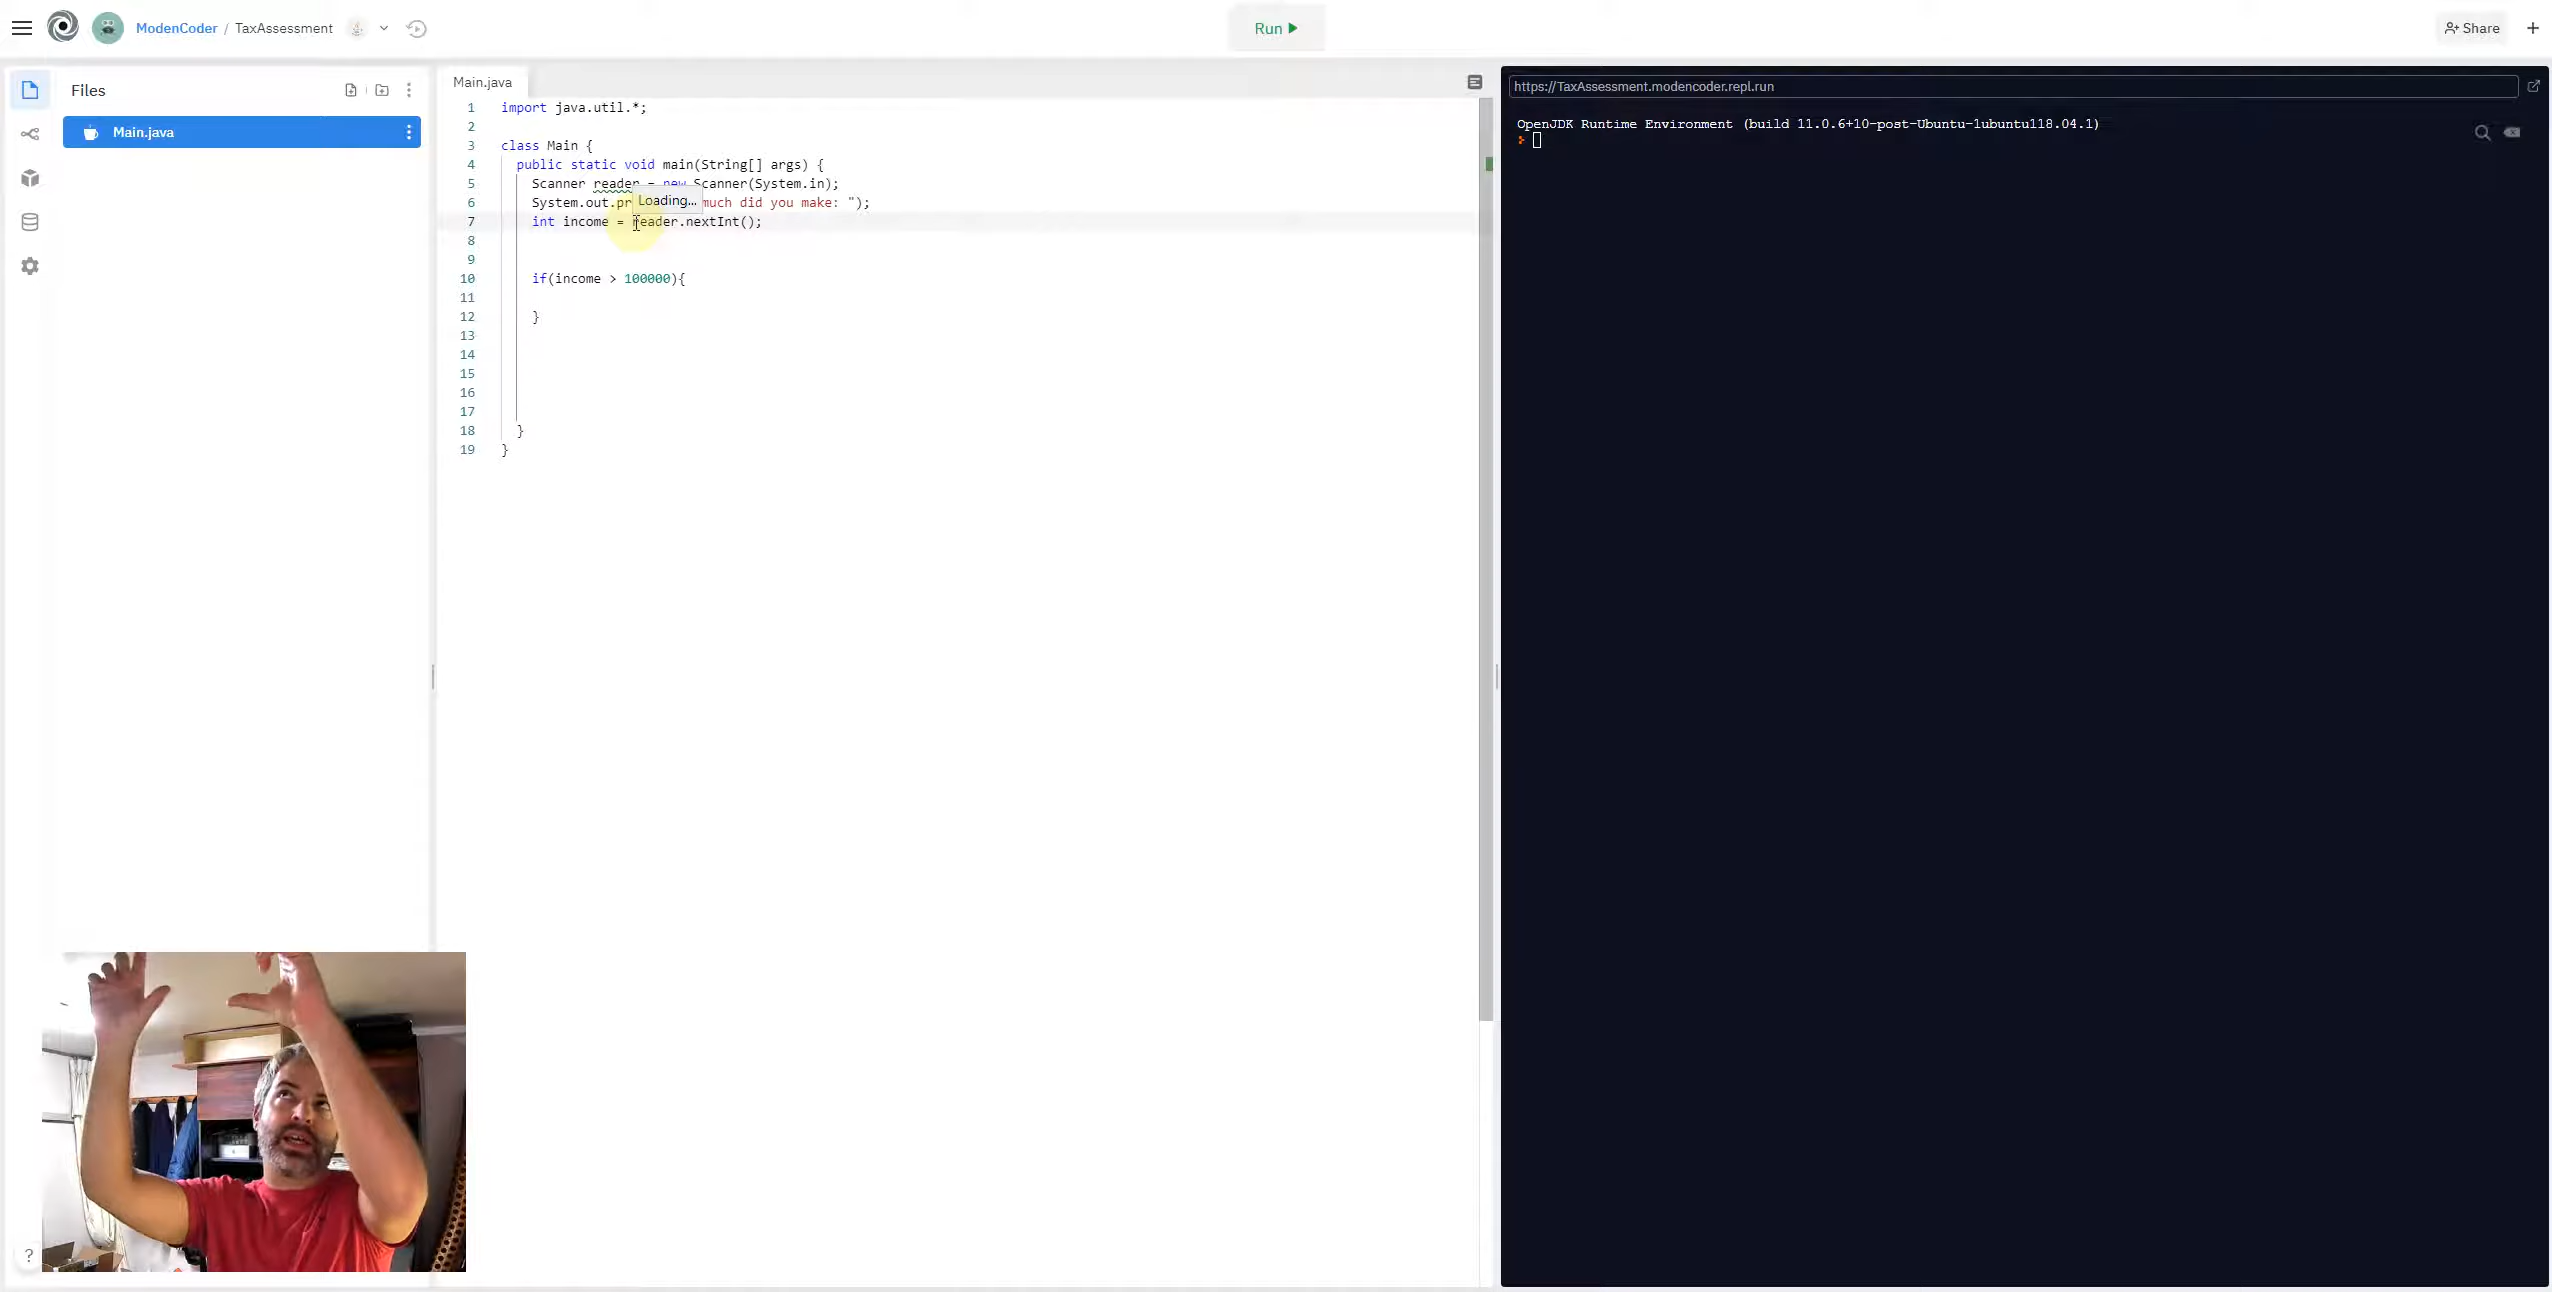 ModenCoder / TaxAssessment
Run
Share
Files
Main.java
Main.java
https://TaxAssessment.modencoder.repl.run
OpenJDK Runtime Environment (build 11.0.6+10-post-Ubuntu-1ubuntu118.04.1)
1 import java.util.*;
2
3 class Main {
4 public static void main(String[] args) {
5 Scanner reader = new Scanner(System.in);
6 System.out.pr Loading... much did you make: ");
7 int income = reader.nextInt();
8
9
10 if(income > 100000){
11
12 }
13
14
15
16
17
18 }
19 }
?